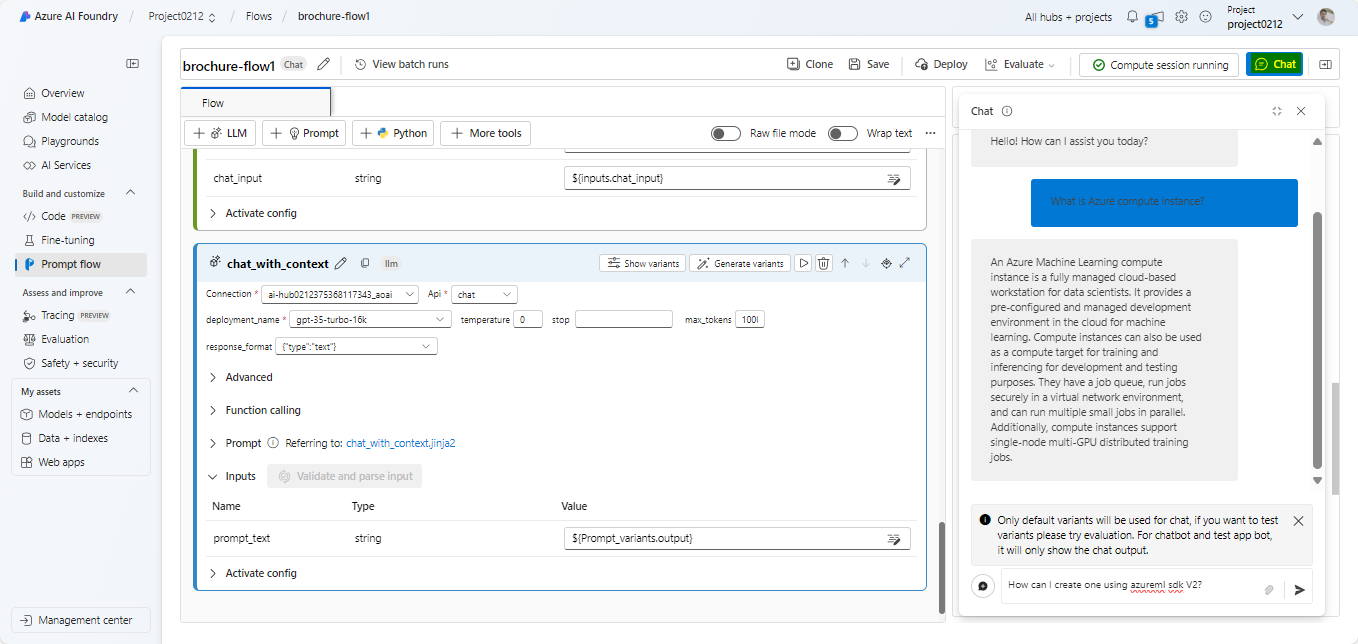 Azure AI Foundry / Project0212 / Flows / brochure-flow1
All hubs + projects
5
Project
project0212
Overview
Model catalog
Playgrounds
AI Services
Build and customize
Code PREVIEW
Fine-tuning
Prompt flow
Assess and improve
Tracing PREVIEW
Evaluation
Safety + security
My assets
Models + endpoints
Data + indexes
Web apps
Management center
brochure-flow1 Chat
View batch runs
Clone
Save
Deploy
Evaluate
Compute session running
Chat
Flow
+ LLM
+ Prompt
+ Python
+ More tools
Raw file mode
Wrap text
...
chat_input string ${inputs.chat_input}
Activate config
chat_with_context llm
Show variants
Generate variants
Connection * ai-hub0212375368117343_aoai Api * chat
deployment_name * gpt-35-turbo-16k temperature 0 stop max_tokens 100
response_format {"type":"text"}
Advanced
Function calling
Prompt Referring to: chat_with_context.jinja2
Inputs Validate and parse input
Name Type Value
prompt_text string ${Prompt_variants.output}
Activate config
Chat
Hello! How can I assist you today?
What is Azure compute instance?
An Azure Machine Learning compute
instance is a fully managed cloud-based
workstation for data scientists. It provides a
pre-configured and managed development
environment in the cloud for machine
learning. Compute instances can also be used
as a compute target for training and
inferencing for development and testing
purposes. They have a job queue, run jobs
securely in a virtual network environment,
and can run multiple small jobs in parallel.
Additionally, compute instances support
single-node multi-GPU distributed training
jobs.
Only default variants will be used for chat, if you want to test
variants please try evaluation. For chatbot and test app bot,
it will only show the chat output.
How can I create one using azureml sdk V2?